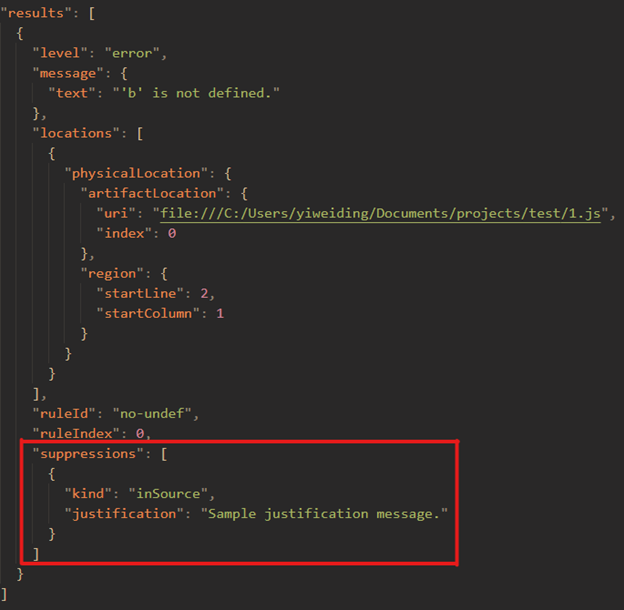 "results": [
{
"level": "error",
"message": {
"text": "'b' is not defined."
},
"locations": [
{
"physicalLocation": {
"artifactLocation": {
"uri": "file:///C:/Users/yiweiding/Documents/projects/test/1.js",
"index": 0
},
"region": {
"startLine": 2,
"startColumn": 1
}
}
}
],
"ruleId": "no-undef",
"ruleIndex": 0,
"suppressions": [
{
"kind": "inSource",
"justification": "Sample justification message."
}
]
}
]